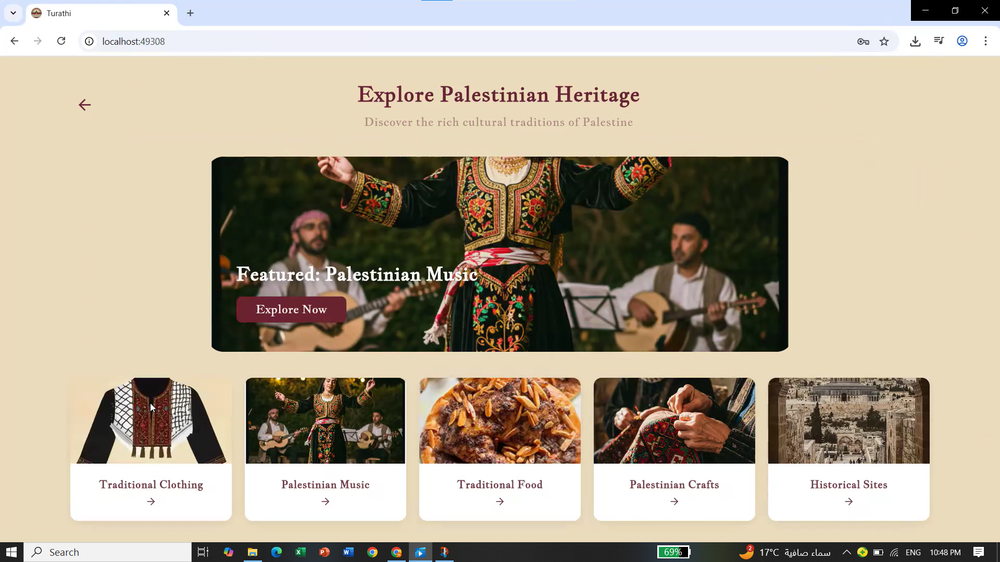 Turathi
localhost:49308
Explore Palestinian Heritage
Discover the rich cultural traditions of Palestine
Featured: Palestinian Music
Explore Now
Traditional Clothing
Palestinian Music
Traditional Food
Palestinian Crafts
Historical Sites
Search
69%
2
17°C سماء صافية
ENG
10:48 PM